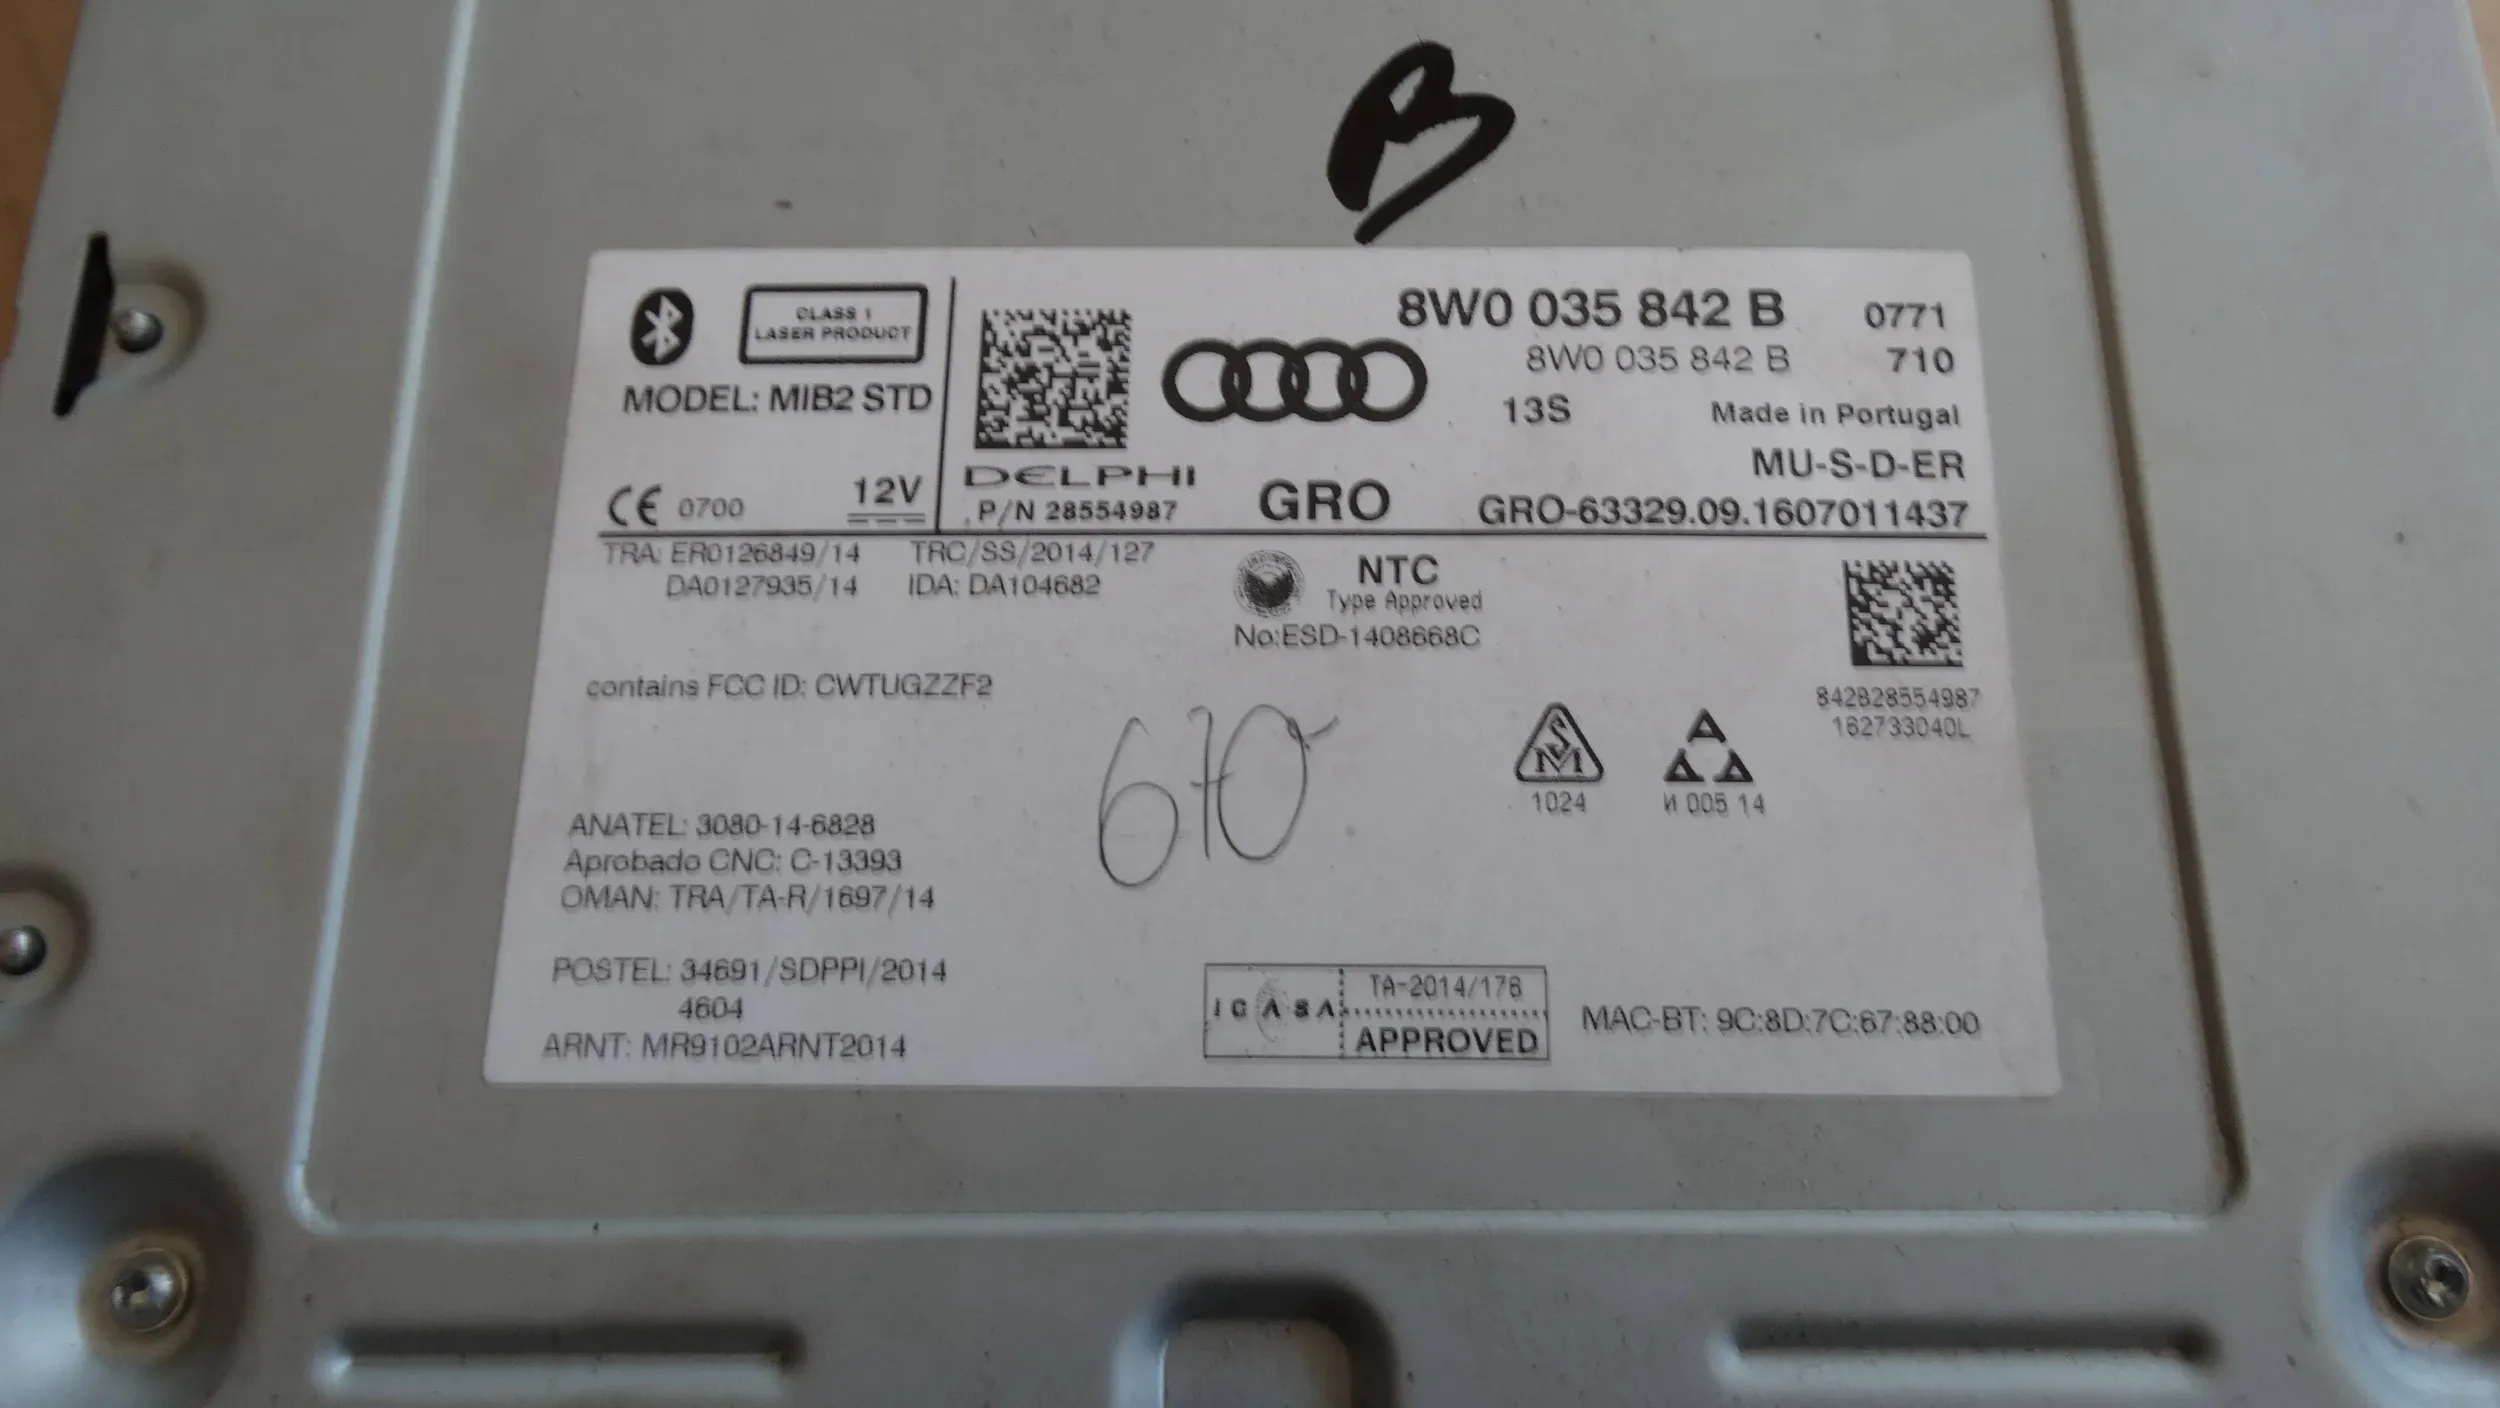 B
CLASS 1
LASER PRODUCT
MODEL: MIB2 STD
CE 0700
12V
DELPHI
P/N 28554987
8W0 035 842 B 0771
8W0 035 842 B 710
13S Made in Portugal
MU-S-D-ER
GRO GRO-63329.09.1607011437
TRA: ER0126849/14 TRC/SS/2014/127
DA0127935/14 IDA: DA104682
NTC
Type Approved
No:ESD-1408668C
contains FCC ID: CWTUGZZF2
842B28554987
162733040L
670
SM
1024
И 005 14
ANATEL: 3080-14-6828
Aprobado CNC: C-13393
OMAN: TRA/TA-R/1697/14
POSTEL: 34691/SDPPI/2014
4604
ARNT: MR9102ARNT2014
ICASA
TA-2014/176
APPROVED
MAC-BT: 9C:8D:7C:67:88:00